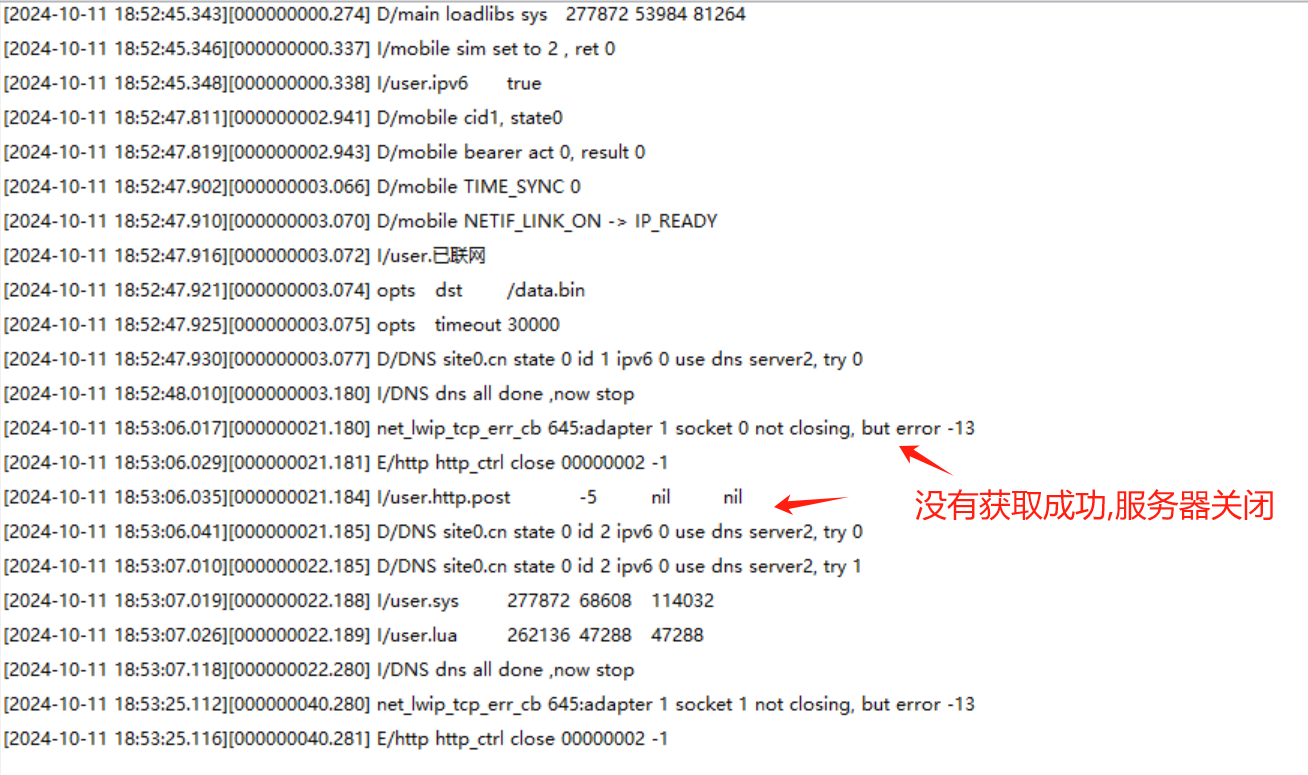 [2024-10-11 18:52:45.343][000000000.274] D/main loadlibs sys 277872 53984 81264
[2024-10-11 18:52:45.346][000000000.337] I/mobile sim set to 2 , ret 0
[2024-10-11 18:52:45.348][000000000.338] I/user.ipv6 true
[2024-10-11 18:52:47.811][000000002.941] D/mobile cid1, state0
[2024-10-11 18:52:47.819][000000002.943] D/mobile bearer act 0, result 0
[2024-10-11 18:52:47.902][000000003.066] D/mobile TIME_SYNC 0
[2024-10-11 18:52:47.910][000000003.070] D/mobile NETIF_LINK_ON -> IP_READY
[2024-10-11 18:52:47.916][000000003.072] I/user.已联网
[2024-10-11 18:52:47.921][000000003.074] opts dst /data.bin
[2024-10-11 18:52:47.925][000000003.075] opts timeout 30000
[2024-10-11 18:52:47.930][000000003.077] D/DNS site0.cn state 0 id 1 ipv6 0 use dns server2, try 0
[2024-10-11 18:52:48.010][000000003.180] I/DNS dns all done ,now stop
[2024-10-11 18:53:06.017][000000021.180] net_lwip_tcp_err_cb 645:adapter 1 socket 0 not closing, but error -13
[2024-10-11 18:53:06.029][000000021.181] E/http http_ctrl close 00000002 -1
[2024-10-11 18:53:06.035][000000021.184] I/user.http.post -5 nil nil
没有获取成功,服务器关闭
[2024-10-11 18:53:06.041][000000021.185] D/DNS site0.cn state 0 id 2 ipv6 0 use dns server2, try 0
[2024-10-11 18:53:07.010][000000022.185] D/DNS site0.cn state 0 id 2 ipv6 0 use dns server2, try 1
[2024-10-11 18:53:07.019][000000022.188] I/user.sys 277872 68608 114032
[2024-10-11 18:53:07.026][000000022.189] I/user.lua 262136 47288 47288
[2024-10-11 18:53:07.118][000000022.280] I/DNS dns all done ,now stop
[2024-10-11 18:53:25.112][000000040.280] net_lwip_tcp_err_cb 645:adapter 1 socket 1 not closing, but error -13
[2024-10-11 18:53:25.116][000000040.281] E/http http_ctrl close 00000002 -1